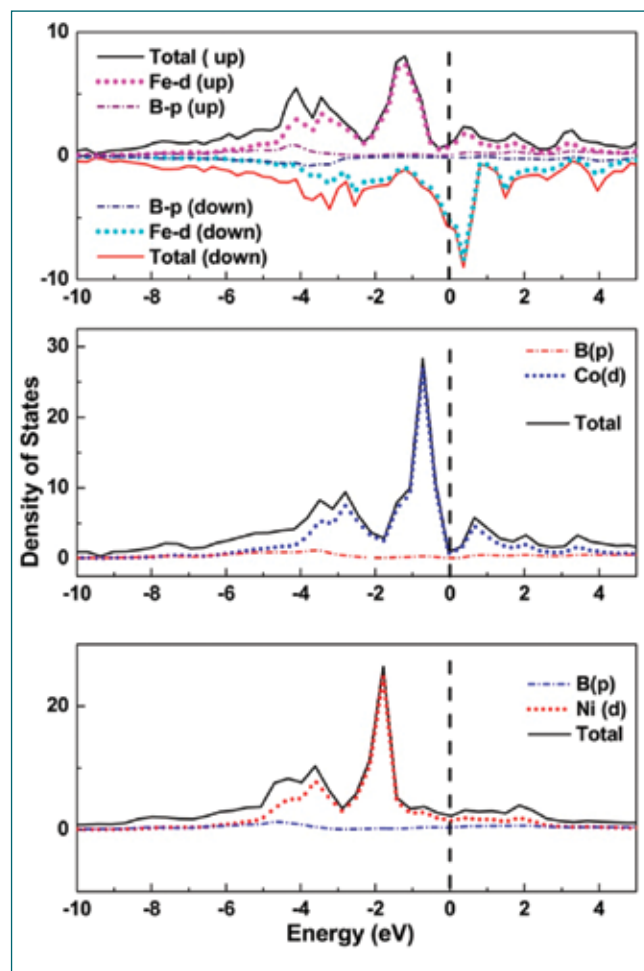 10
Total ( up)
Fe-d (up)
5
B-p (up)
0
-5
B-p (down)
Fe-d (down)
Total (down)
-10
-10 -8 -6 -4 -2 0 2 4
30
B(p)
Co(d)
20
Total
10
0
-10 -8 -6 -4 -2 0 2 4
Density of States
B(p)
20
Ni (d)
Total
0
-10 -8 -6 -4 -2 0 2 4
Energy (eV)